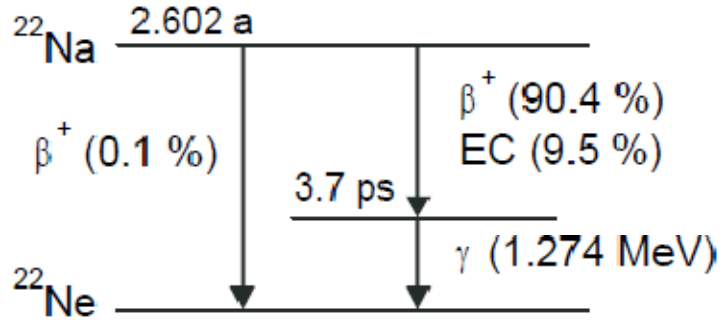 ²²Na 2.602 a
β⁺ (90.4 %)
β⁺ (0.1 %) EC (9.5 %)
3.7 ps
γ (1.274 MeV)
²²Ne